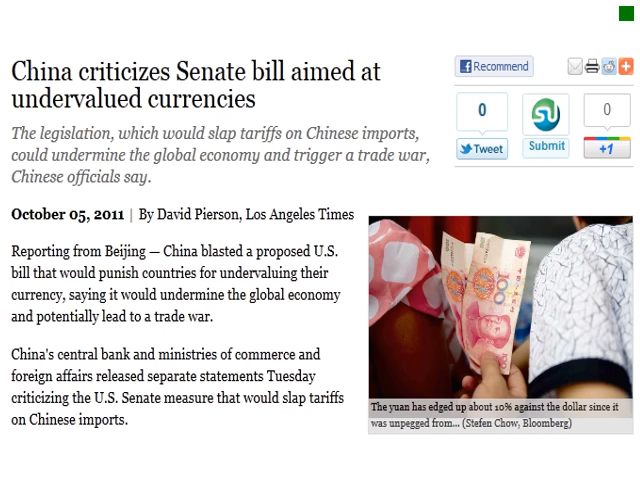 China criticizes Senate bill aimed at
undervalued currencies
The legislation, which would slap tariffs on Chinese imports,
could undermine the global economy and trigger a trade war,
Chinese officials say.
October 05, 2011 | By David Pierson, Los Angeles Times
Reporting from Beijing — China blasted a proposed U.S.
bill that would punish countries for undervaluing their
currency, saying it would undermine the global economy
and potentially lead to a trade war.
China's central bank and ministries of commerce and
foreign affairs released separate statements Tuesday
criticizing the U.S. Senate measure that would slap tariffs
on Chinese imports.
Recommend
0
Tweet
Submit
0
+1
100
The yuan has edged up about 10% against the dollar since it
was unpegged from... (Stefen Chow, Bloomberg)